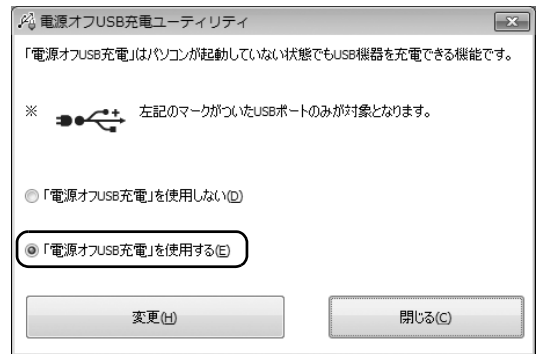 電源オフUSB充電ユーティリティ
「電源オフUSB充電」はパソコンが起動していない状態でもUSB機器を充電できる機能です。
※ 左記のマークがついたUSBポートのみが対象となります。
「電源オフUSB充電」を使用しない(D)
「電源オフUSB充電」を使用する(E)
変更(H) 閉じる(C)